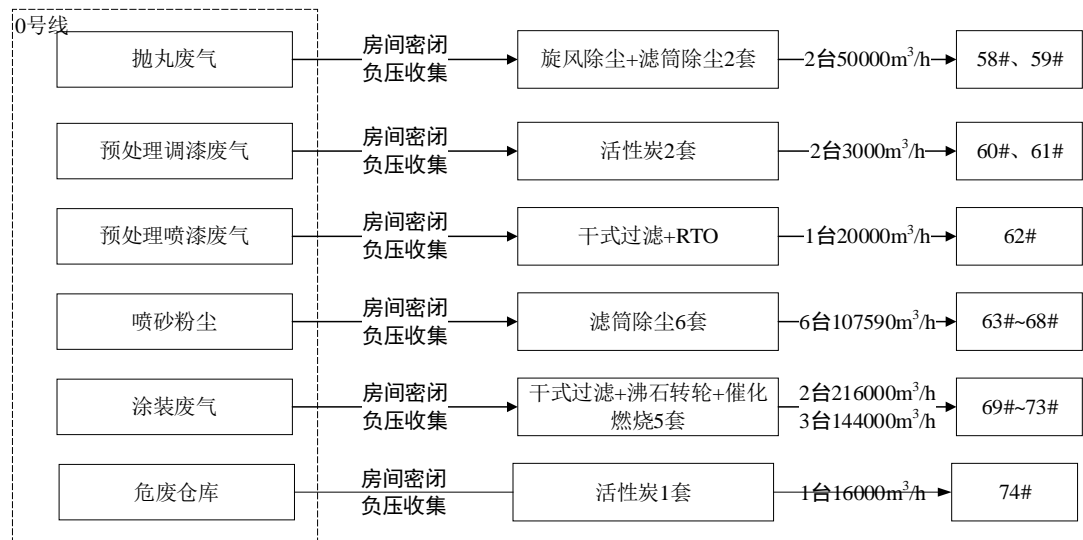 0号线
抛丸废气
房间密闭
负压收集
旋风除尘+滤筒除尘2套
2台50000m³/h
58#、59#
预处理调漆废气
房间密闭
负压收集
活性炭2套
2台3000m³/h
60#、61#
预处理喷漆废气
房间密闭
负压收集
干式过滤+RTO
1台20000m³/h
62#
喷砂粉尘
房间密闭
负压收集
滤筒除尘6套
6台107590m³/h
63#~68#
涂装废气
房间密闭
负压收集
干式过滤+沸石转轮+催化
燃烧5套
2台216000m³/h
3台144000m³/h
69#~73#
危废仓库
房间密闭
负压收集
活性炭1套
1台16000m³/h
74#